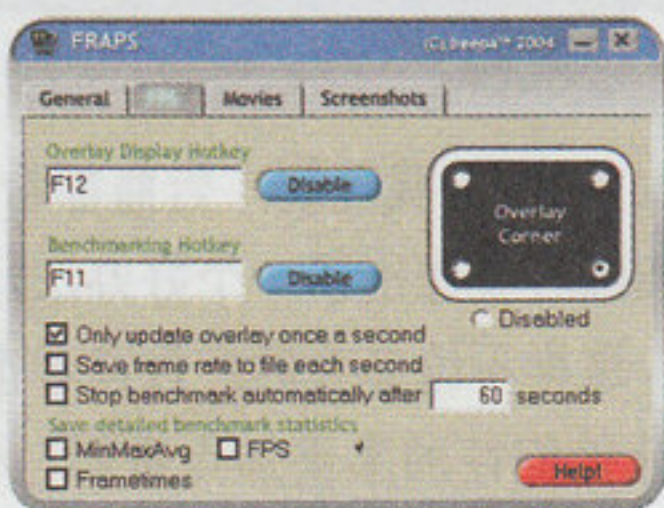 FRAPS
2004
General
Movies Screenshots
Overlay Display Hotkey
F12 Disable
Overlay
Corner
Benchmarking Hotkey
F11 Disable
Disabled
Only update overlay once a second
Save frame rate to file each second
Stop benchmark automatically after 60 seconds
Save detailed benchmark statistics
MinMaxAvg FPS
Frametimes
Help!